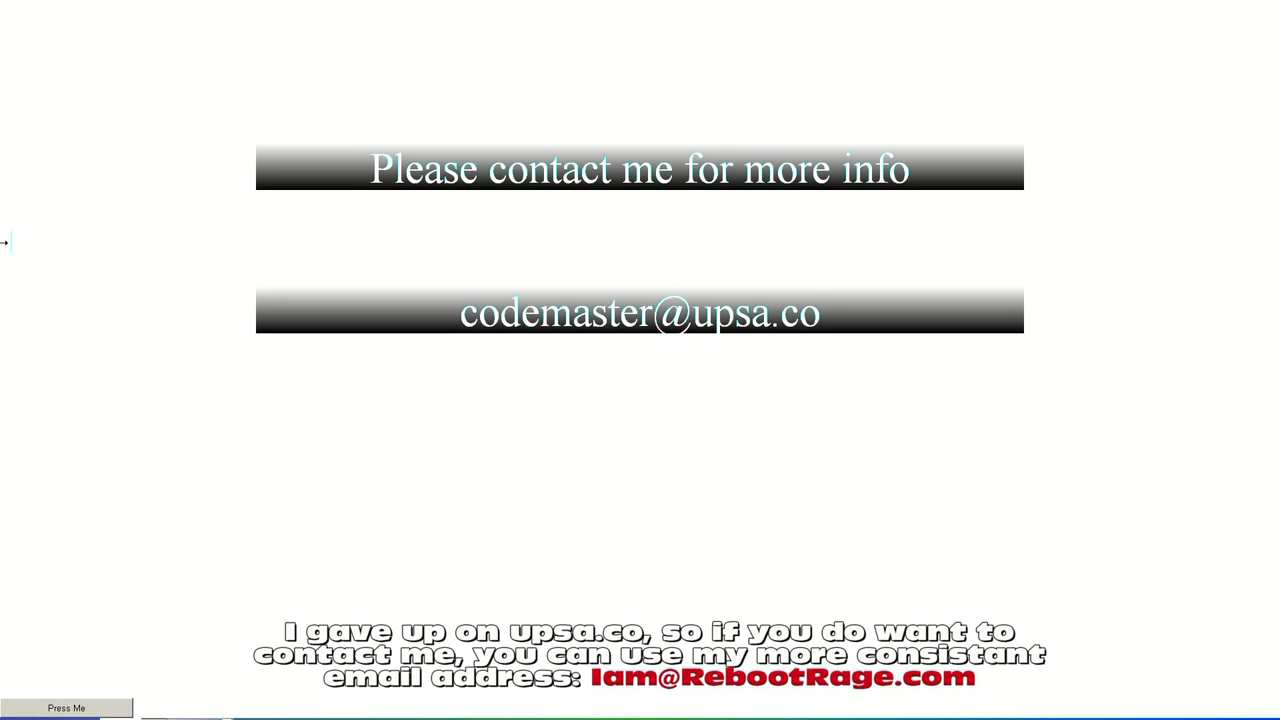 Please contact me for more info
codemaster@upsa.co
I gave up on upsa.co, so if you do want to
contact me, you can use my more consistant
email address: Iam@RebootRage.com
Press Me